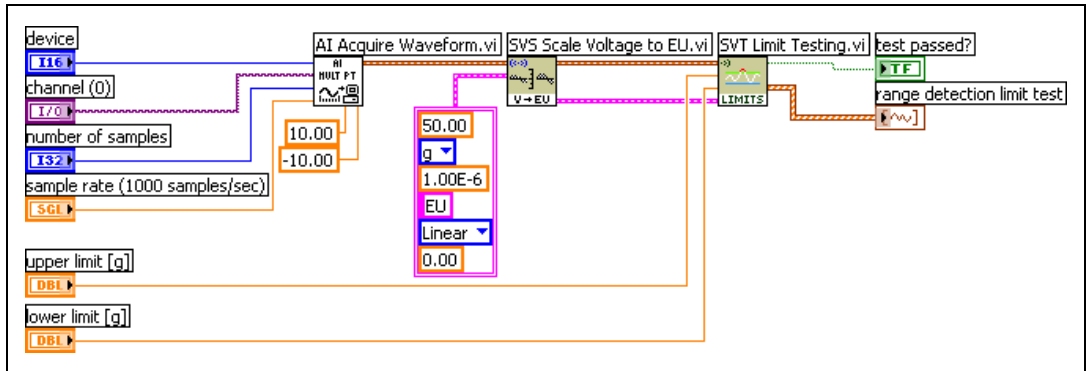 device
I16
AI Acquire Waveform.vi
SVS Scale Voltage to EU.vi
SVT Limit Testing.vi
test passed?
AI
MULT PT
V→EU
LIMITS
TF
channel (0)
I/O
range detection limit test
number of samples
I32
10.00
-10.00
50.00
g
1.00E-6
EU
Linear
0.00
sample rate (1000 samples/sec)
SGL
upper limit [g]
DBL
lower limit [g]
DBL